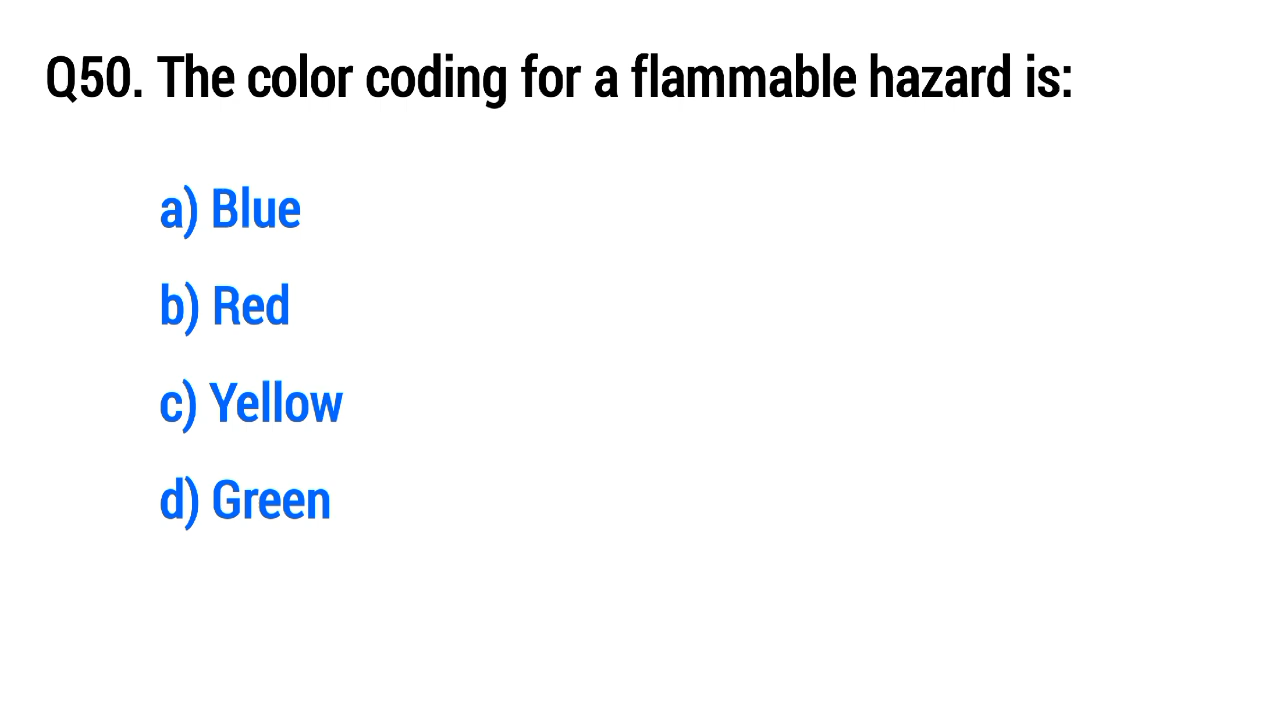 Q50. The color coding for a flammable hazard is:
a) Blue
b) Red
c) Yellow
d) Green